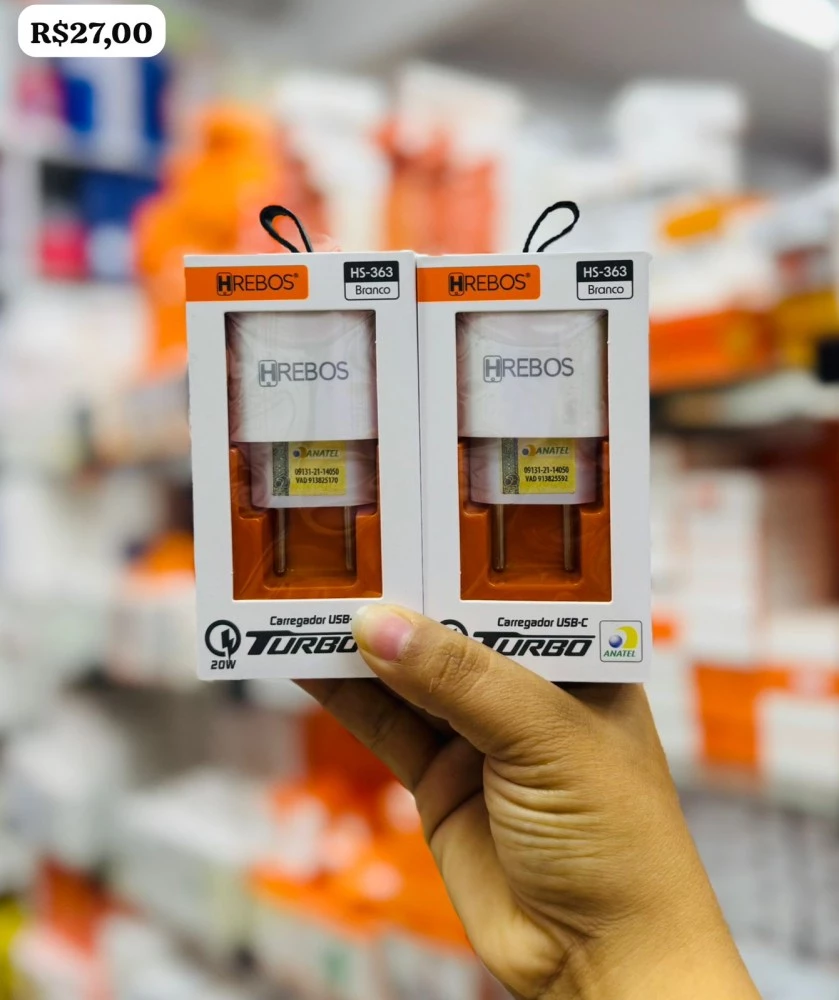 R$27,00
HREBOS®
HS-363
Branco
HREBOS
ANATEL
09131-21-14050
VAD 913825170
Carregador USB-
TURBO
20W
HREBOS®
HS-363
Branco
HREBOS
ANATEL
09131-21-14050
VAD 913825592
Carregador USB-C
TURBO
ANATEL